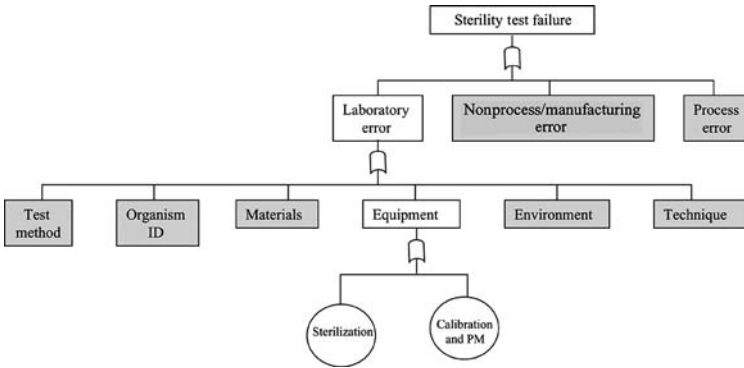 Sterility test failure
Laboratory
error
Nonprocess/manufacturing
error
Process
error
Test
method
Organism
ID
Materials
Equipment
Environment
Technique
Sterilization
Calibration
and PM